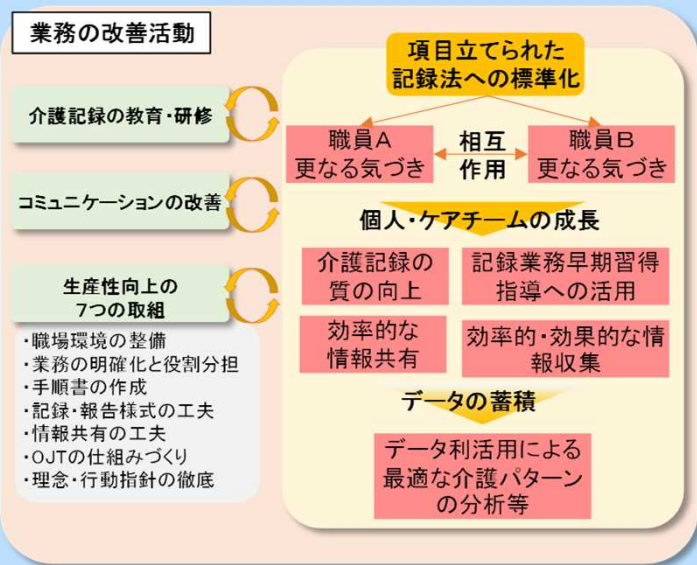 業務の改善活動
介護記録の教育・研修
コミュニケーションの改善
生産性向上の
7つの取組
・職場環境の整備
・業務の明確化と役割分担
・手順書の作成
・記録・報告様式の工夫
・情報共有の工夫
・OJTの仕組みづくり
・理念・行動指針の徹底
項目立てられた
記録法への標準化
職員A
更なる気づき
相互
作用
職員B
更なる気づき
個人・ケアチームの成長
介護記録の
質の向上
記録業務早期習得
指導への活用
効率的な
情報共有
効率的・効果的な情
報収集
データの蓄積
データ利活用による
最適な介護パターン
の分析等